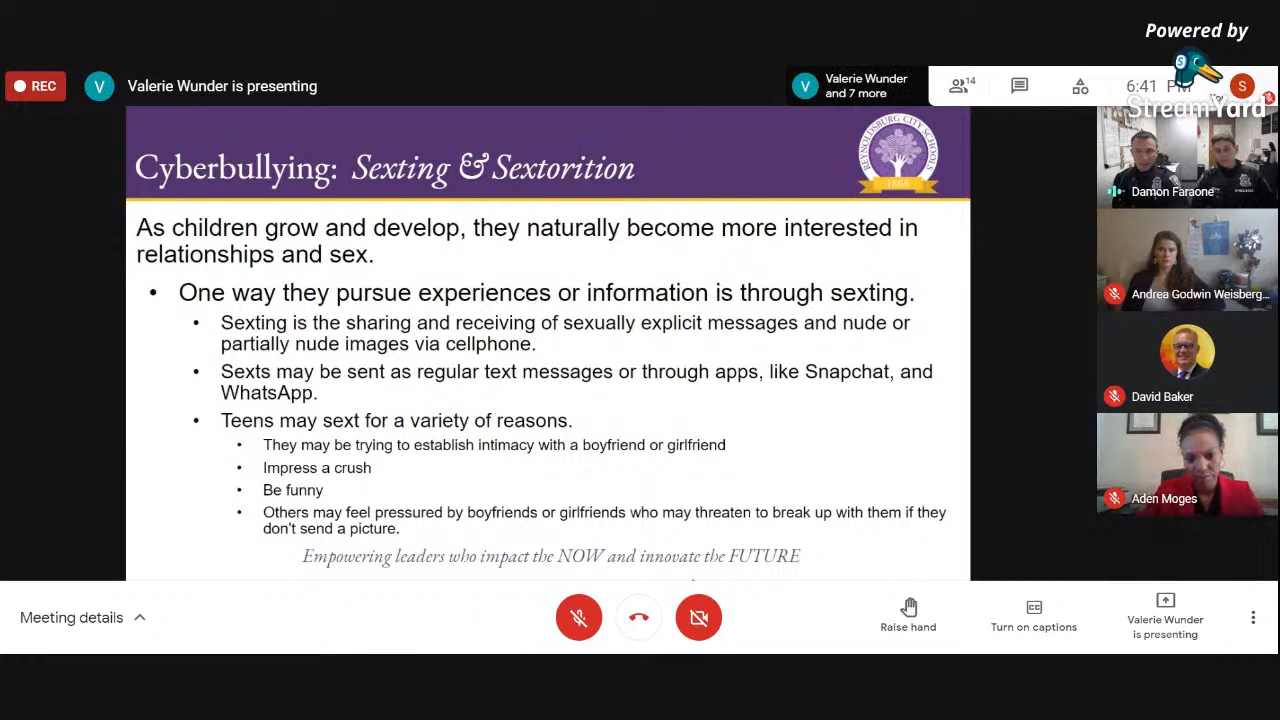 Powered by
REC
V
Valerie Wunder is presenting
V
Valerie Wunder
and 7 more
14
6:41 PM
S
StreamYard
REYNOLDSBURG CITY SCHOOLS
1868
Cyberbullying: Sexting & Sextorition
Damon Faraone
As children grow and develop, they naturally become more interested in
relationships and sex.
• One way they pursue experiences or information is through sexting.
• Sexting is the sharing and receiving of sexually explicit messages and nude or
partially nude images via cellphone.
• Sexts may be sent as regular text messages or through apps, like Snapchat, and
WhatsApp.
• Teens may sext for a variety of reasons.
• They may be trying to establish intimacy with a boyfriend or girlfriend
• Impress a crush
• Be funny
• Others may feel pressured by boyfriends or girlfriends who may threaten to break up with them if they
don't send a picture.
Empowering leaders who impact the NOW and innovate the FUTURE
Andrea Godwin Weisberg...
David Baker
Aden Moges
Meeting details
Raise hand
CC
Turn on captions
Valerie Wunder
is presenting